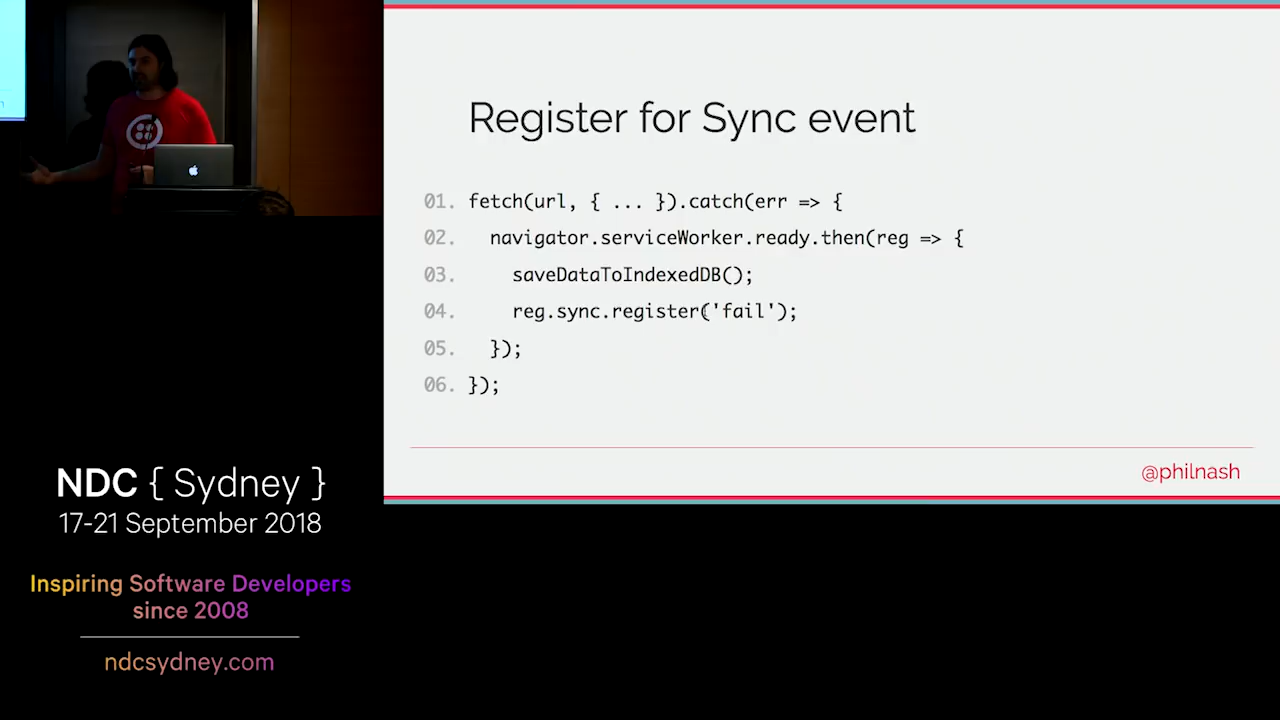 Register for Sync event
01. fetch(url, { ... }).catch(err => {
02. navigator.serviceWorker.ready.then(reg => {
03. saveDataToIndexedDB();
04. reg.sync.register('fail');
05. });
06. });
@philnash
NDC { Sydney }
17-21 September 2018
Inspiring Software Developers
since 2008
ndcsydney.com